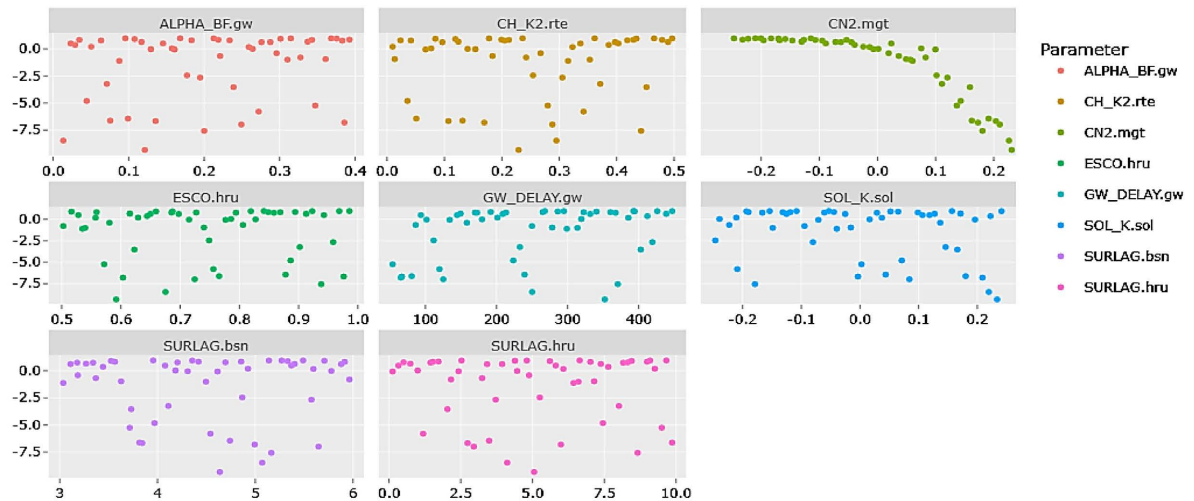 ALPHA_BF.gw CH_K2.rte CN2.mgt
0.0
-2.5
-5.0
-7.5
0.0 0.1 0.2 0.3 0.4 0.0 0.1 0.2 0.3 0.4 0.5 -0.2 -0.1 0.0 0.1 0.2
ESCO.hru GW_DELAY.gw SOL_K.sol
0.0
-2.5
-5.0
-7.5
0.5 0.6 0.7 0.8 0.9 1.0 100 200 300 400 -0.2 -0.1 0.0 0.1 0.2
SURLAG.bsn SURLAG.hru
0.0
-2.5
-5.0
-7.5
3 4 5 6 0.0 2.5 5.0 7.5 10.0
Parameter
ALPHA_BF.gw
CH_K2.rte
CN2.mgt
ESCO.hru
GW_DELAY.gw
SOL_K.sol
SURLAG.bsn
SURLAG.hru